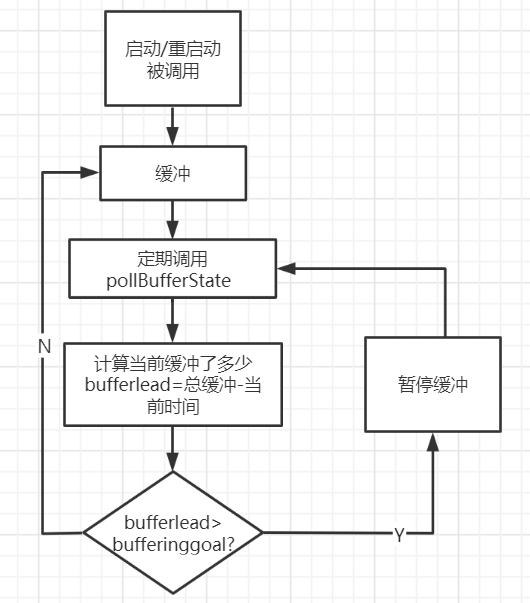 启动/重启动
被调用
缓冲
定期调用
pollBufferState
计算当前缓冲了多少
bufferlead=总缓冲-当
前时间
N
暂停缓冲
bufferlead>
bufferinggoal?
Y